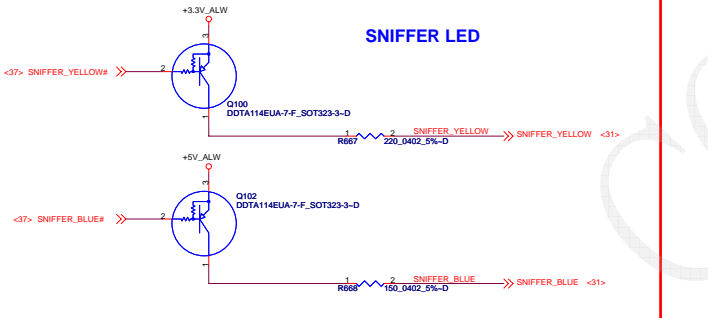 +3.3V_ALW
SNIFFER LED
3
<37> SNIFFER_YELLOW#
2
Q100
DDTA114EUA-7-F_SOT323-3~D
1
1
2
SNIFFER_YELLOW
SNIFFER_YELLOW <31>
R667
220_0402_5%~D
+5V_ALW
3
Q102
DDTA114EUA-7-F_SOT323-3~D
<37> SNIFFER_BLUE#
2
1
1
2
SNIFFER_BLUE
SNIFFER_BLUE <31>
R668
150_0402_5%~D